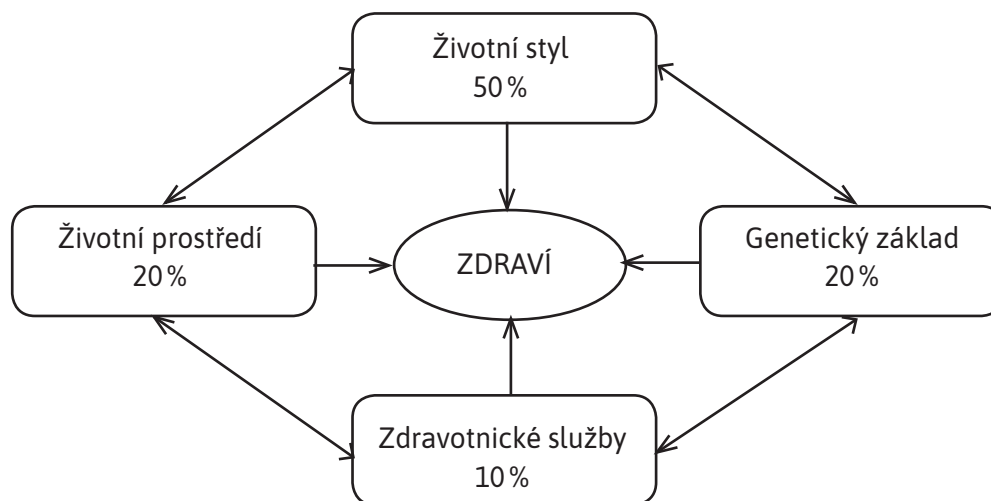 Životní styl
50 %
Životní prostředí
20 %
ZDRAVÍ
Genetický základ
20 %
Zdravotnické služby
10 %